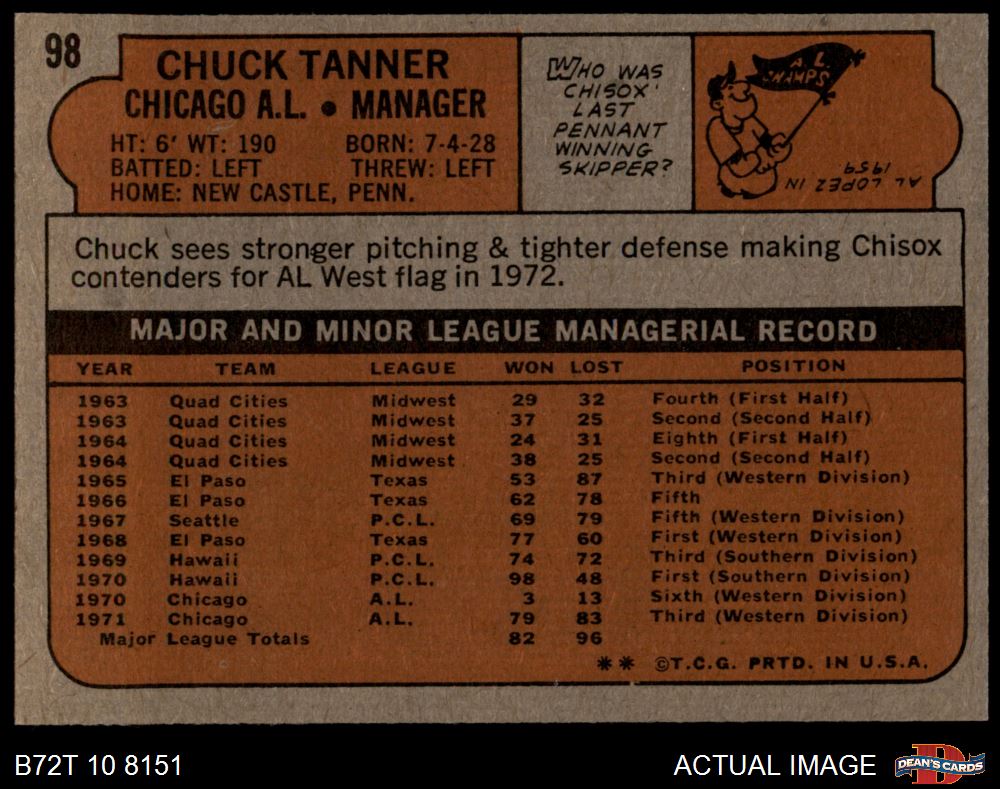 98
CHUCK TANNER
CHICAGO A.L. • MANAGER
HT: 6' WT: 190 BORN: 7-4-28
BATTED: LEFT THREW: LEFT
HOME: NEW CASTLE, PENN.
WHO WAS
CHISOX'
LAST
PENNANT
WINNING
SKIPPER?
A L
CHAMPS
AL LOPEZ IN
1959
Chuck sees stronger pitching & tighter defense making Chisox
contenders for AL West flag in 1972.
MAJOR AND MINOR LEAGUE MANAGERIAL RECORD
YEAR TEAM LEAGUE WON LOST POSITION
1963 Quad Cities Midwest 29 32 Fourth (First Half)
1963 Quad Cities Midwest 37 25 Second (Second Half)
1964 Quad Cities Midwest 24 31 Eighth (First Half)
1964 Quad Cities Midwest 38 25 Second (Second Half)
1965 El Paso Texas 53 87 Third (Western Division)
1966 El Paso Texas 62 78 Fifth
1967 Seattle P.C.L. 69 79 Fifth (Western Division)
1968 El Paso Texas 77 60 First (Western Division)
1969 Hawaii P.C.L. 74 72 Third (Southern Division)
1970 Hawaii P.C.L. 98 48 First (Southern Division)
1970 Chicago A.L. 3 13 Sixth (Western Division)
1971 Chicago A.L. 79 83 Third (Western Division)
Major League Totals 82 96
** ©T.C.G. PRTD. IN U.S.A.
B72T 10 8151
ACTUAL IMAGE
D
DEAN'S CARDS